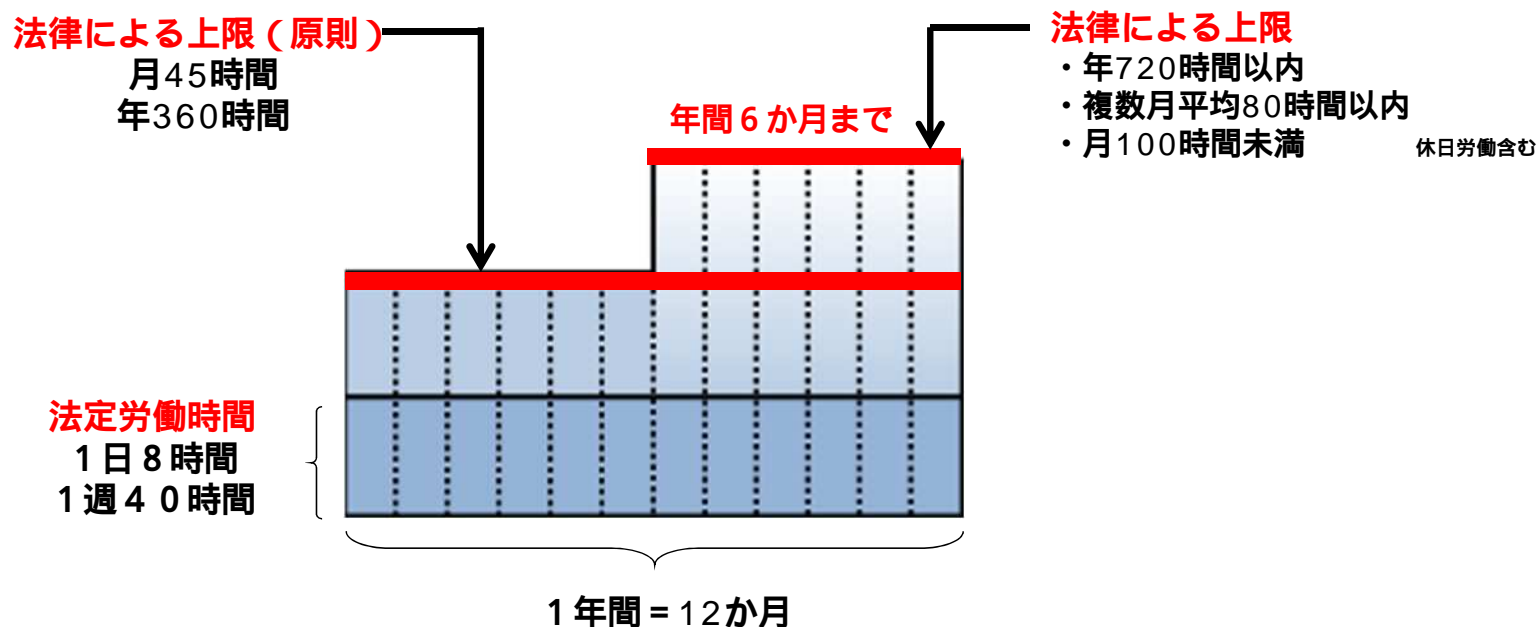 法律による上限（原則）
月45時間
年360時間
法律による上限
・年720時間以内
・複数月平均80時間以内
・月100時間未満
休日労働含む
年間６か月まで
法定労働時間
１日８時間
１週４０時間
１年間＝12か月